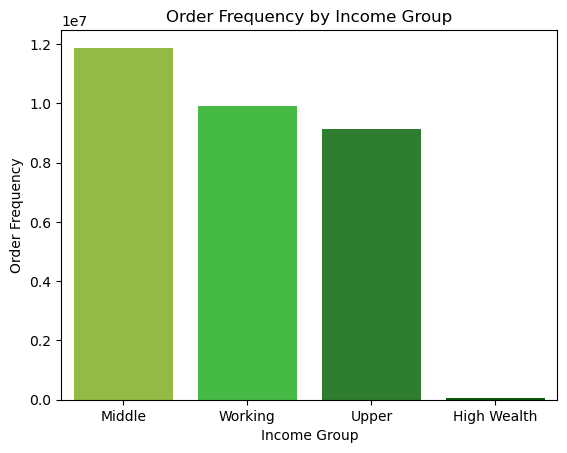 Order Frequency by Income Group
1e7
1.2
1.0
0.8
0.6
0.4
0.2
0.0
Order Frequency
Middle
Working
Upper
High Wealth
Income Group